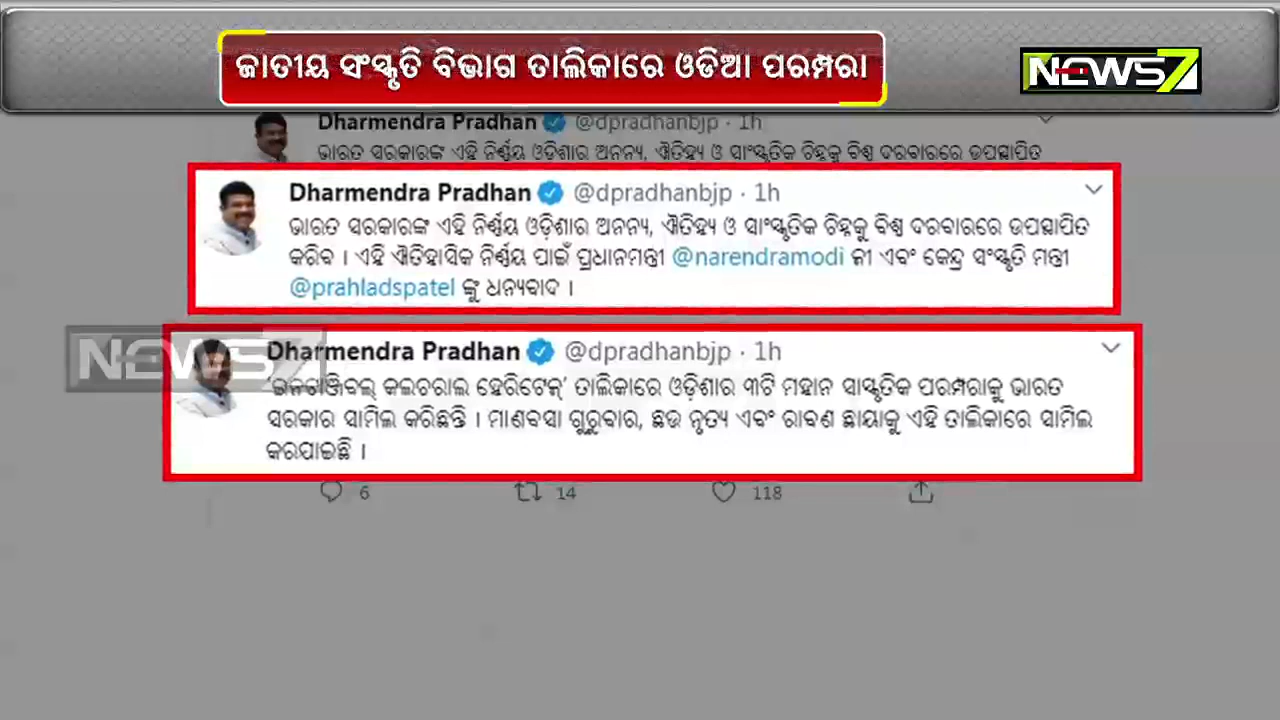 ଜାତୀୟ ସଂସ୍କୃତି ବିଭାଗ ତାଲିକାରେ ଓଡିଆ ପରମ୍ପରା
NEWS7
Dharmendra Pradhan @dpradhanbjp · 1h
ଭାରତ ସରକାରଙ୍କ ଏହି ନିର୍ଣ୍ଣୟ ଓଡ଼ିଶାର ଅନନ୍ୟ, ଐତିହ୍ୟ ଓ ସାଂସ୍କୃତିକ ଚିହ୍ନକୁ ବିଶ୍ଵ ଦରବାରରେ ଉପସ୍ଥାପିତ
Dharmendra Pradhan @dpradhanbjp · 1h
ଭାରତ ସରକାରଙ୍କ ଏହି ନିର୍ଣ୍ଣୟ ଓଡ଼ିଶାର ଅନନ୍ୟ, ଐତିହ୍ୟ ଓ ସାଂସ୍କୃତିକ ଚିହ୍ନକୁ ବିଶ୍ଵ ଦରବାରରେ ଉପସ୍ଥାପିତ
କରିବ । ଏହି ଐତିହାସିକ ନିର୍ଣ୍ଣୟ ପାଇଁ ପ୍ରଧାନମନ୍ତ୍ରୀ @narendramodi ଜୀ ଏବଂ କେନ୍ଦ୍ର ସଂସ୍କୃତି ମନ୍ତ୍ରୀ
@prahladspatel ଙ୍କୁ ଧନ୍ୟବାଦ ।
NEWS7
Dharmendra Pradhan @dpradhanbjp · 1h
‘ଇନଟାଞ୍ଜିବଲ୍ କଲଚରାଲ ହେରିଟେଜ୍’ ତାଲିକାରେ ଓଡ଼ିଶାର ୩ଟି ମହାନ ସାସ୍କୃତିକ ପରମ୍ପରାକୁ ଭାରତ
ସରକାର ସାମିଲ କରିଛନ୍ତି । ମାଣବସା ଗୁରୁବାର, ଛଉ ନୃତ୍ୟ ଏବଂ ରାବଣ ଛାୟାକୁ ଏହି ତାଲିକାରେ ସାମିଲ
କରାଯାଇଛି ।
6 14 118